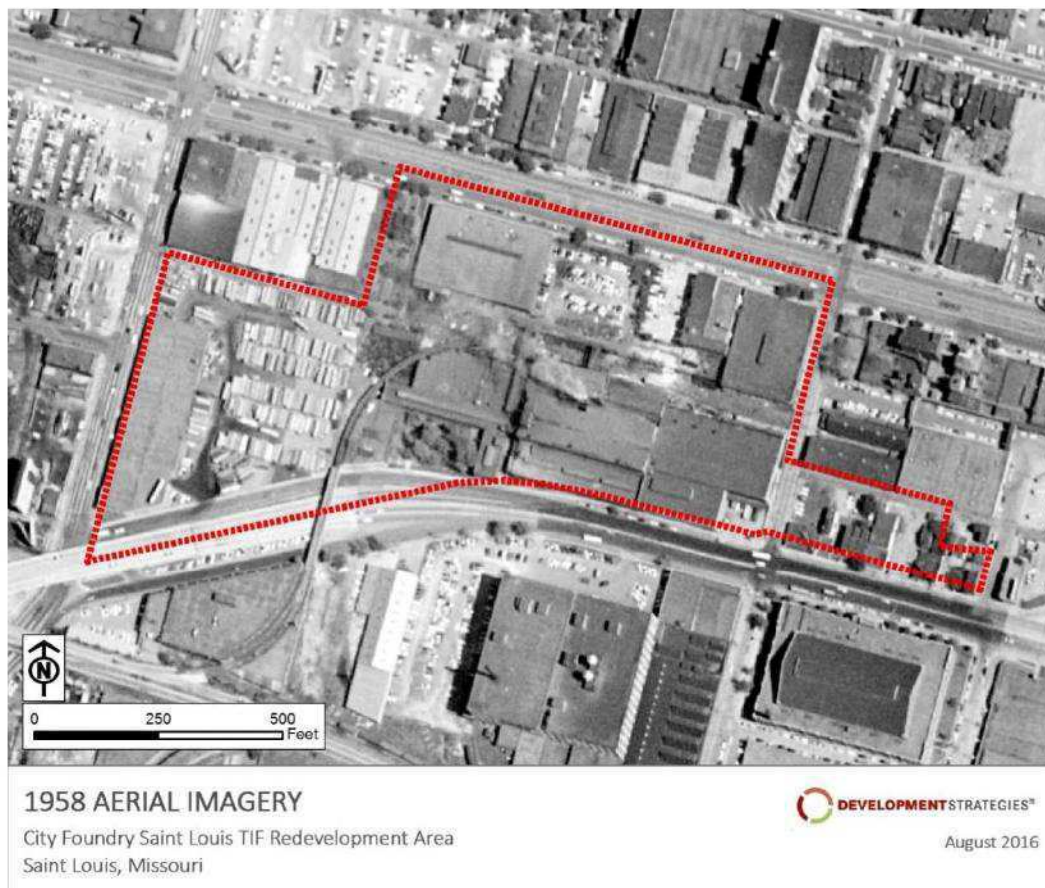 N
0 250 500
Feet
1958 AERIAL IMAGERY
City Foundry Saint Louis TIF Redevelopment Area
Saint Louis, Missouri
DEVELOPMENTSTRATEGIES®
August 2016